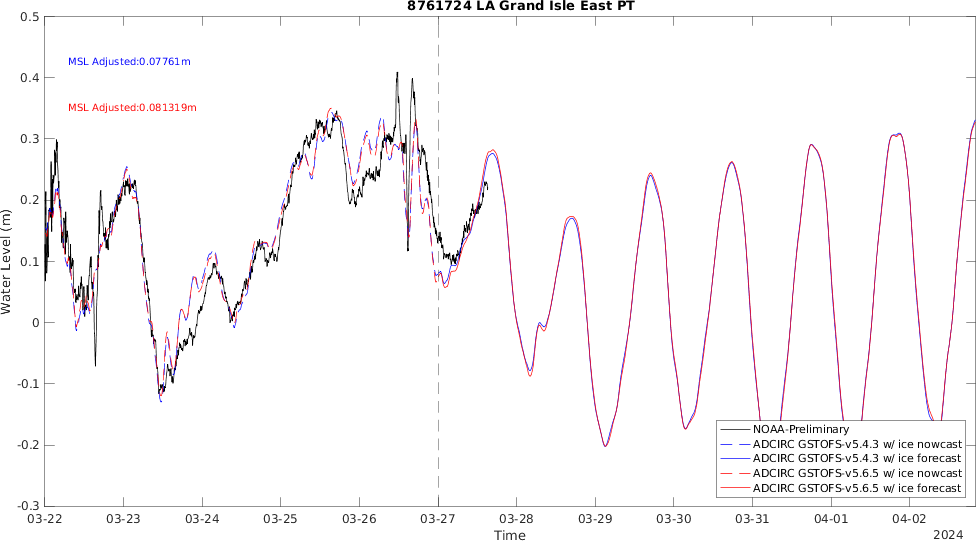 8761724 LA Grand Isle East PT
0.5
MSL Adjusted:0.07761m
0.4
MSL Adjusted:0.081319m
0.3
0.2
0.1
0
-0.1
-0.2
-0.3
Water Level (m)
NOAA-Preliminary
ADCIRC GSTOFS-v5.4.3 w/ ice nowcast
ADCIRC GSTOFS-v5.4.3 w/ ice forecast
ADCIRC GSTOFS-v5.6.5 w/ ice nowcast
ADCIRC GSTOFS-v5.6.5 w/ ice forecast
03-22 03-23 03-24 03-25 03-26 03-27 03-28 03-29 03-30 03-31 04-01 04-02
Time
2024